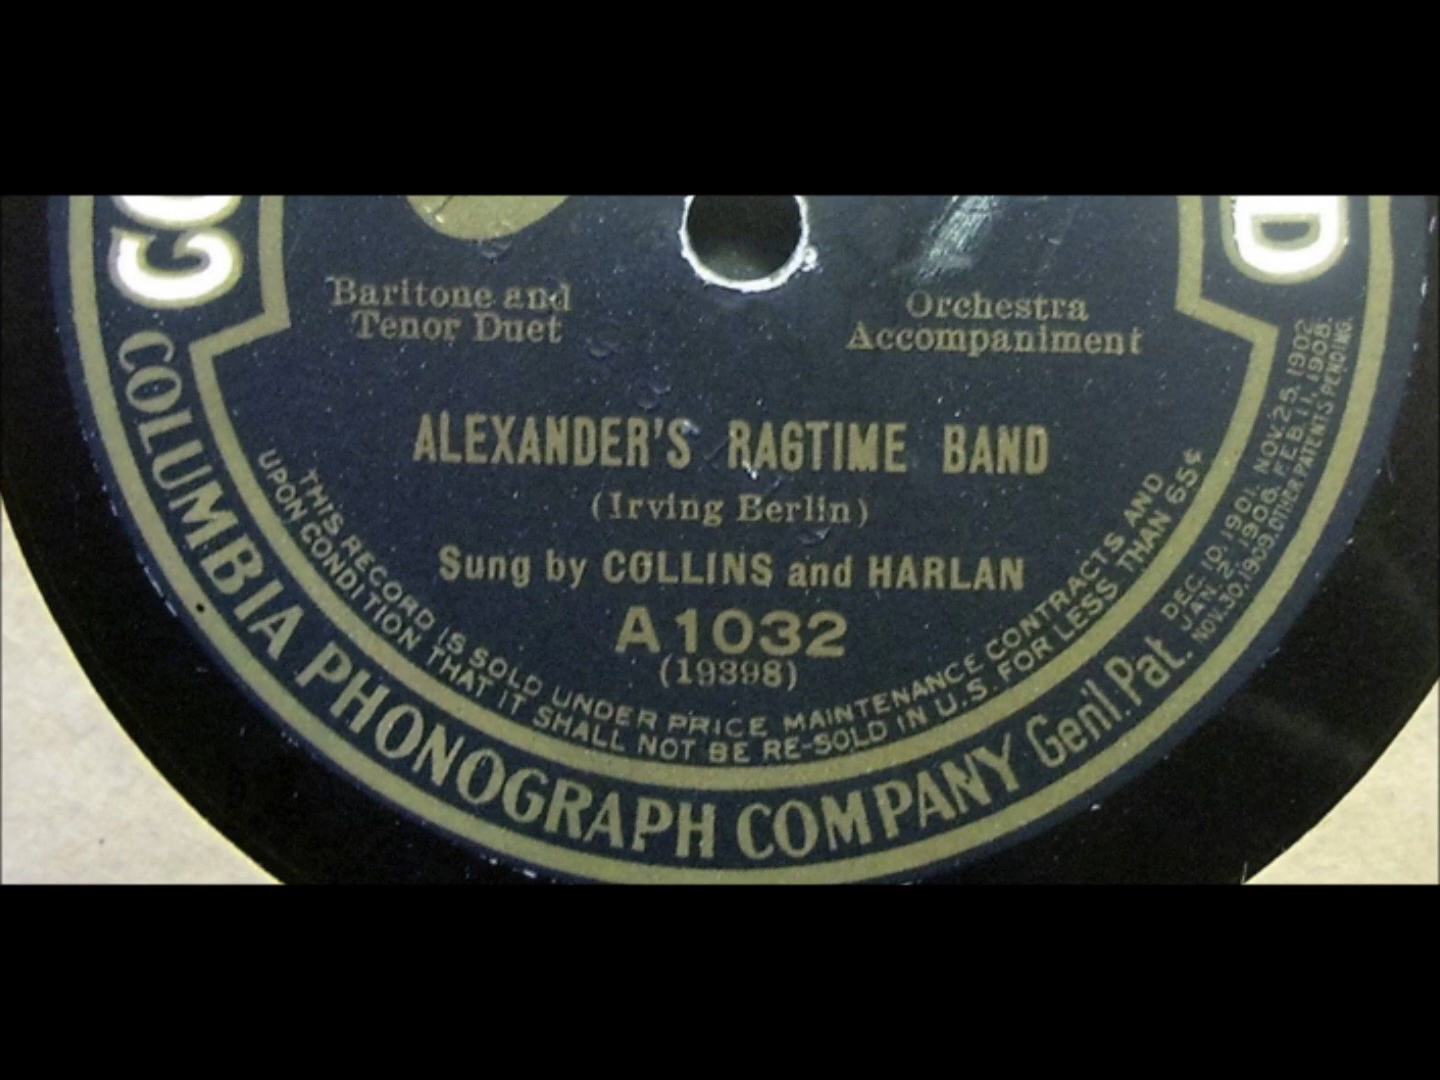 Baritone and
Tenor Duet
Orchestra
Accompaniment
ALEXANDER'S RAGTIME BAND
(Irving Berlin)
Sung by COLLINS and HARLAN
A1032
(19398)
THIS RECORD IS SOLD UNDER PRICE MAINTENANCE CONTRACTS AND
UPON CONDITION THAT IT SHALL NOT BE RE-SOLD IN U.S. FOR LESS THAN 65¢
COLUMBIA PHONOGRAPH COMPANY Gen'l.
Pat. DEC. 10, 1901, NOV. 25, 1902
JAN. 2, 1906, FEB. 11, 1908.
NOV. 30, 1909. OTHER PATENTS PENDING.